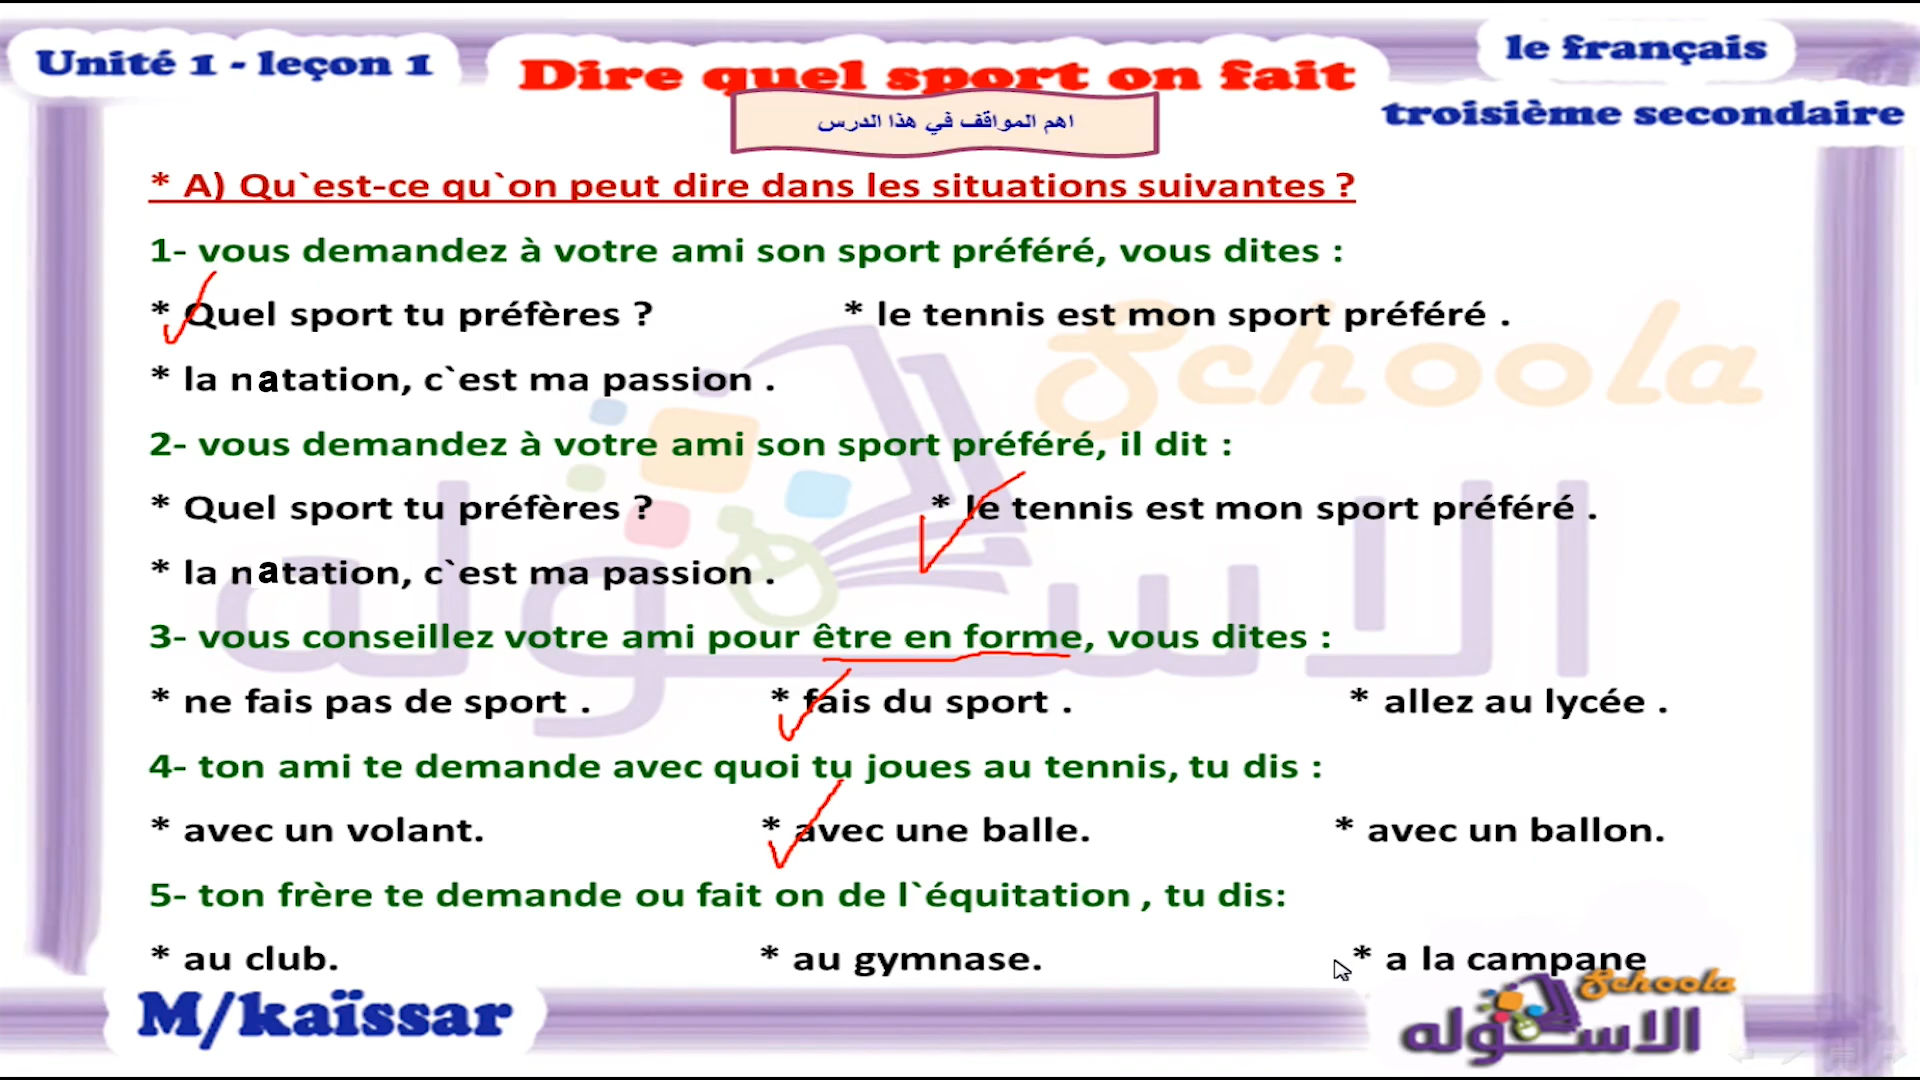 Unité 1 - leçon 1
Dire quel sport on fait
le français
troisième secondaire
اهم المواقف في هذا الدرس
* A) Qu`est-ce qu`on peut dire dans les situations suivantes ?
1- vous demandez à votre ami son sport préféré, vous dites :
* Quel sport tu préfères ? * le tennis est mon sport préféré .
* la natation, c`est ma passion .
2- vous demandez à votre ami son sport préféré, il dit :
* Quel sport tu préfères ? * le tennis est mon sport préféré .
* la natation, c`est ma passion .
3- vous conseillez votre ami pour être en forme, vous dites :
* ne fais pas de sport . * fais du sport . * allez au lycée .
4- ton ami te demande avec quoi tu joues au tennis, tu dis :
* avec un volant. * avec une balle. * avec un ballon.
5- ton frère te demande ou fait on de l`équitation , tu dis:
* au club. * au gymnase. * a la campane
M/kaïssar
Schoola
الاسكوله
Schoola
الاسكوله